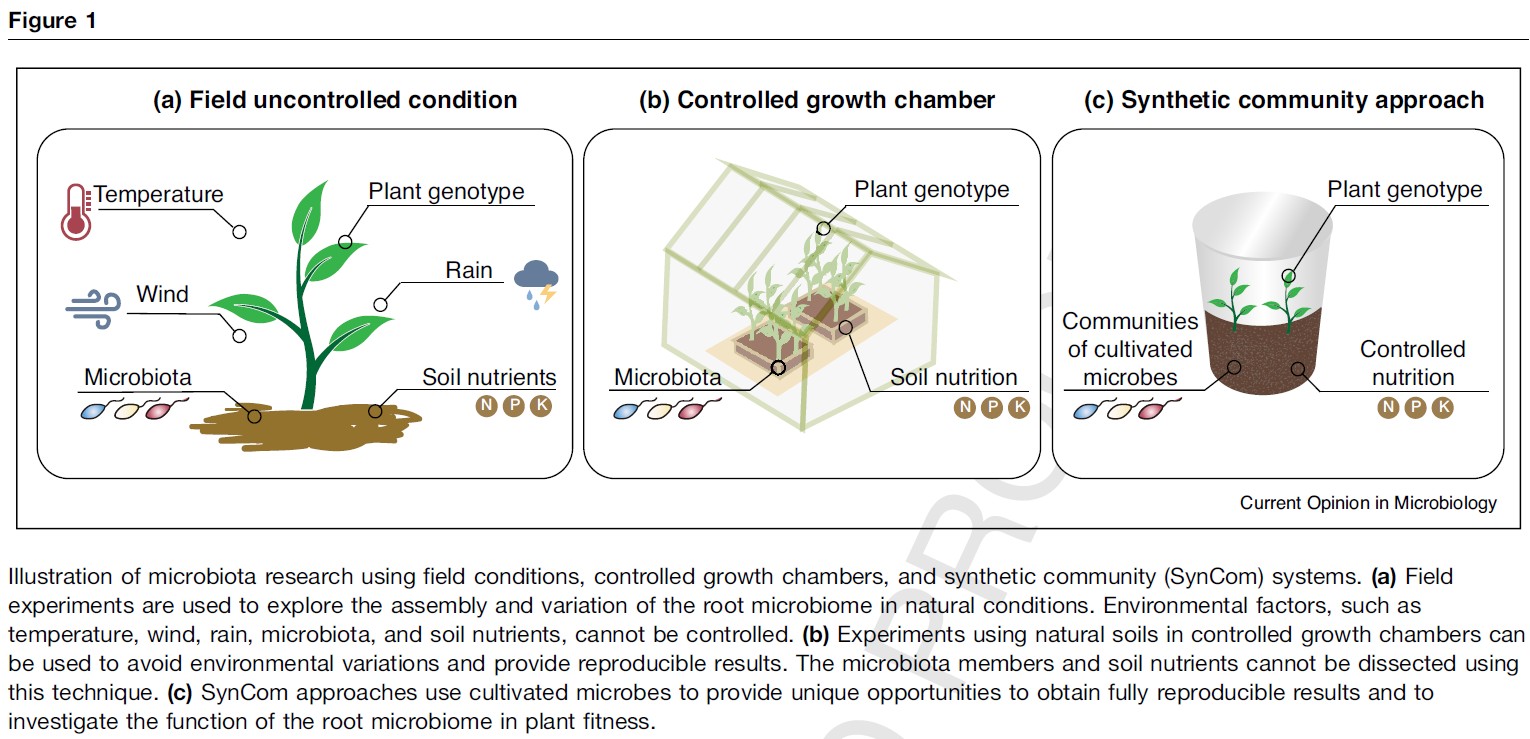 Figure 1
(a) Field uncontrolled condition
(b) Controlled growth chamber
(c) Synthetic community approach
Temperature
Plant genotype
Wind
Rain
Microbiota
Soil nutrients
N P K
Plant genotype
Microbiota
Soil nutrition
N P K
Plant genotype
Communities
of cultivated
microbes
Controlled
nutrition
N P K
Current Opinion in Microbiology
Illustration of microbiota research using field conditions, controlled growth chambers, and synthetic community (SynCom) systems. (a) Field
experiments are used to explore the assembly and variation of the root microbiome in natural conditions. Environmental factors, such as
temperature, wind, rain, microbiota, and soil nutrients, cannot be controlled. (b) Experiments using natural soils in controlled growth chambers can
be used to avoid environmental variations and provide reproducible results. The microbiota members and soil nutrients cannot be dissected using
this technique. (c) SynCom approaches use cultivated microbes to provide unique opportunities to obtain fully reproducible results and to
investigate the function of the root microbiome in plant fitness.